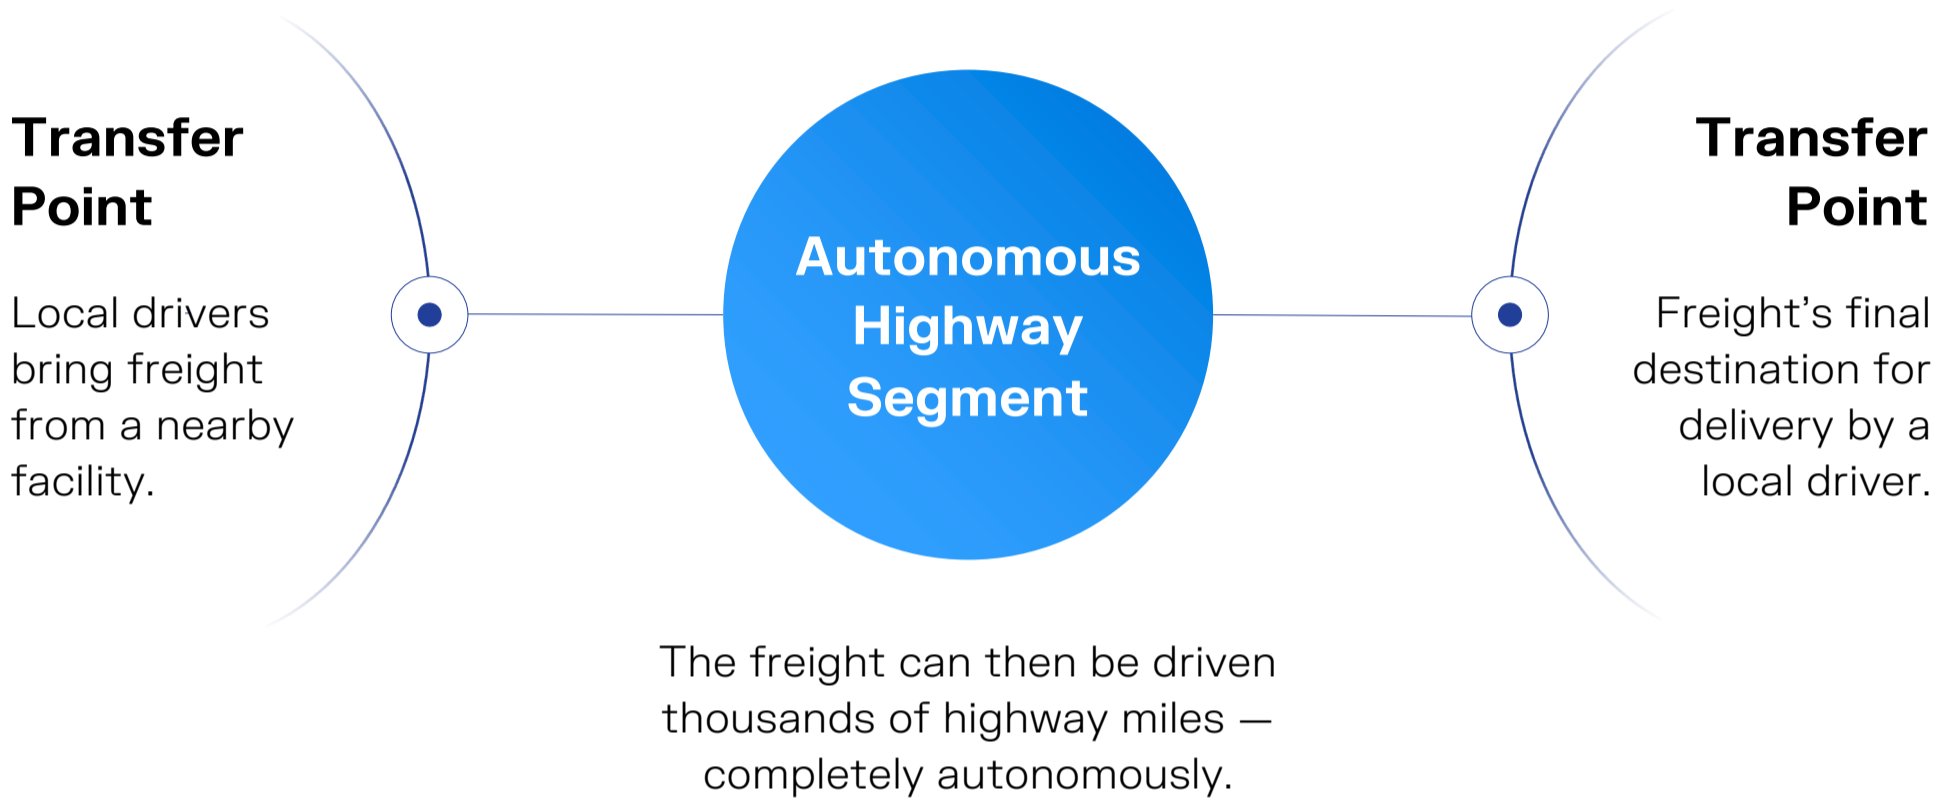 Transfer
Point
Local drivers
bring freight
from a nearby
facility.
Autonomous
Highway
Segment
The freight can then be driven
thousands of highway miles —
completely autonomously.
Transfer
Point
Freight’s final
destination for
delivery by a
local driver.